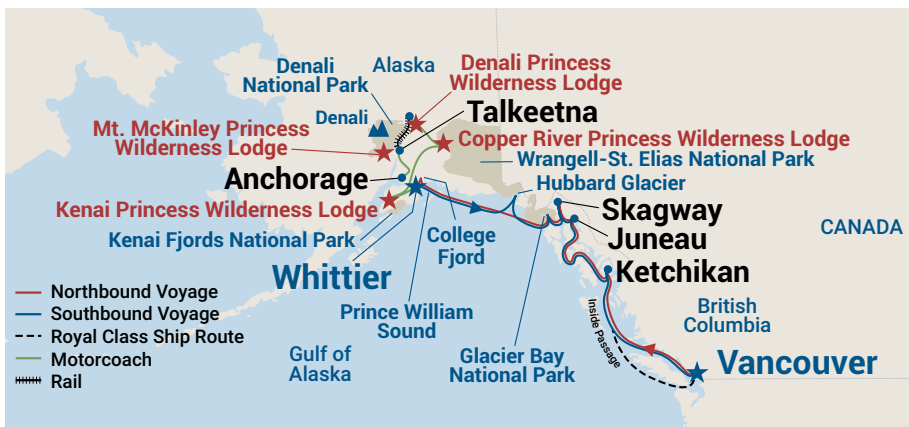 Denali
National Park
Alaska
Denali Princess
Wilderness Lodge
Denali
Talkeetna
Mt. McKinley Princess
Wilderness Lodge
Copper River Princess Wilderness Lodge
Wrangell-St. Elias National Park
Anchorage
Hubbard Glacier
Kenai Princess Wilderness Lodge
Skagway
Kenai Fjords National Park
College
Fjord
Juneau
CANADA
Whittier
Ketchikan
Northbound Voyage
Southbound Voyage
Royal Class Ship Route
Motorcoach
Rail
Prince William
Sound
Gulf of
Alaska
Glacier Bay
National Park
Inside Passage
British
Columbia
Vancouver